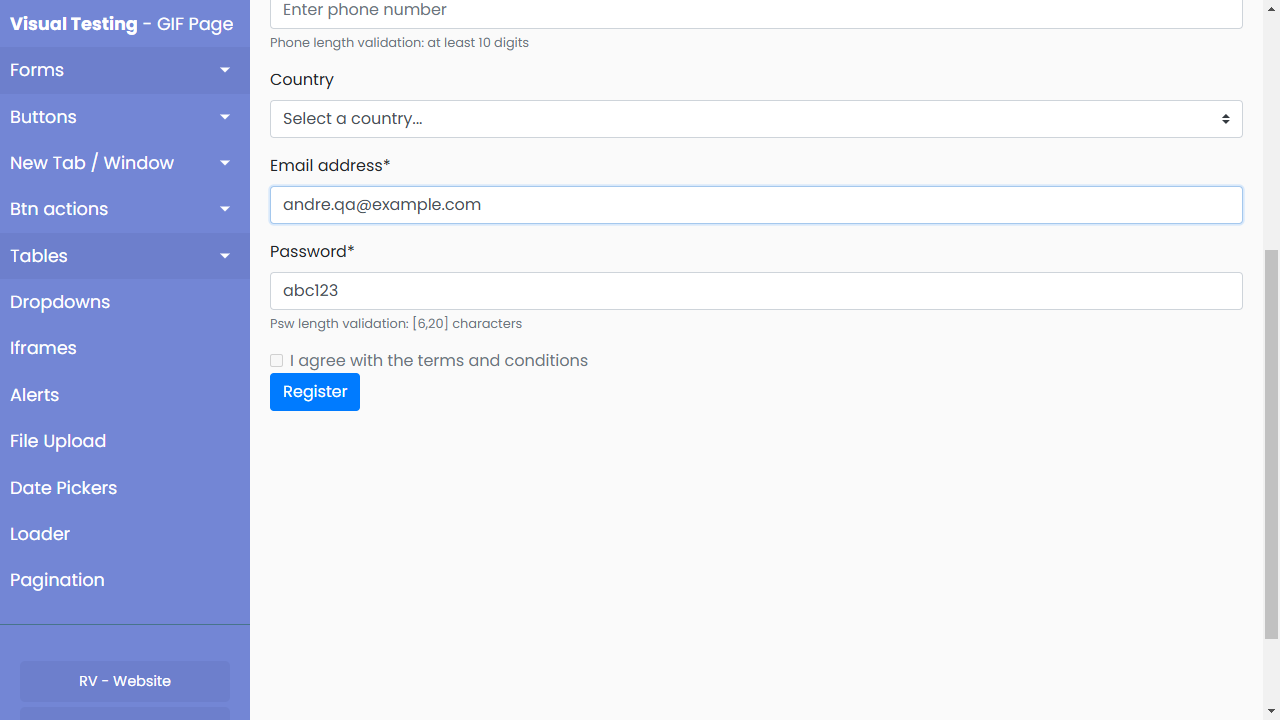 Visual Testing - GIF Page
Forms
Buttons
New Tab / Window
Btn actions
Tables
Dropdowns
Iframes
Alerts
File Upload
Date Pickers
Loader
Pagination
RV - Website
Enter phone number
Phone length validation: at least 10 digits
Country
Select a country...
Email address*
andre.qa@example.com
Password*
abc123
Psw length validation: [6,20] characters
I agree with the terms and conditions
Register